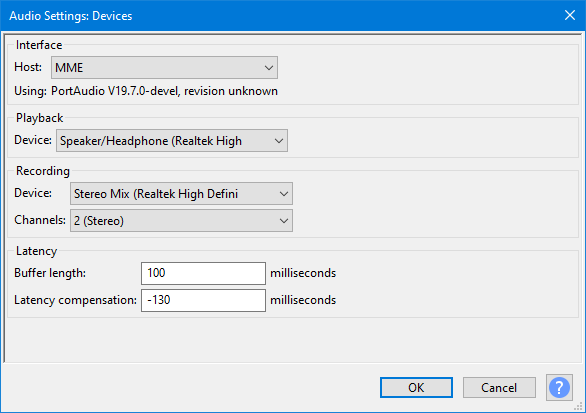 Audio Settings: Devices
Interface
Host: MME
Using: PortAudio V19.7.0-devel, revision unknown
Playback
Device: Speaker/Headphone (Realtek High
Recording
Device: Stereo Mix (Realtek High Defini
Channels: 2 (Stereo)
Latency
Buffer length: 100 milliseconds
Latency compensation: -130 milliseconds
OK Cancel ?